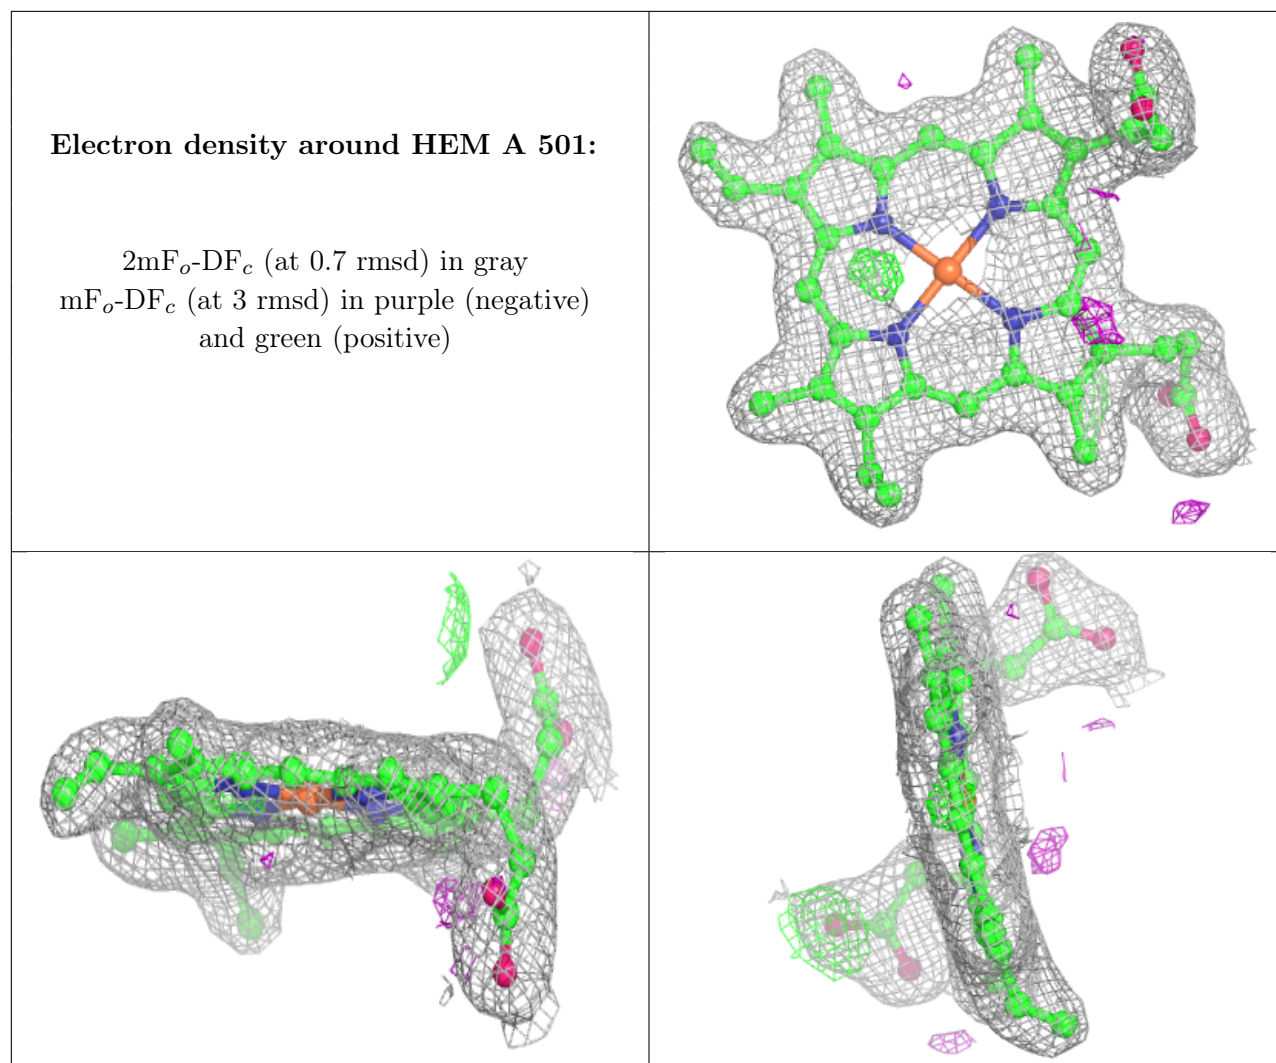 Electron density around HEM A 501:
2mFo-DFc (at 0.7 rmsd) in gray
mFo-DFc (at 3 rmsd) in purple (negative)
and green (positive)